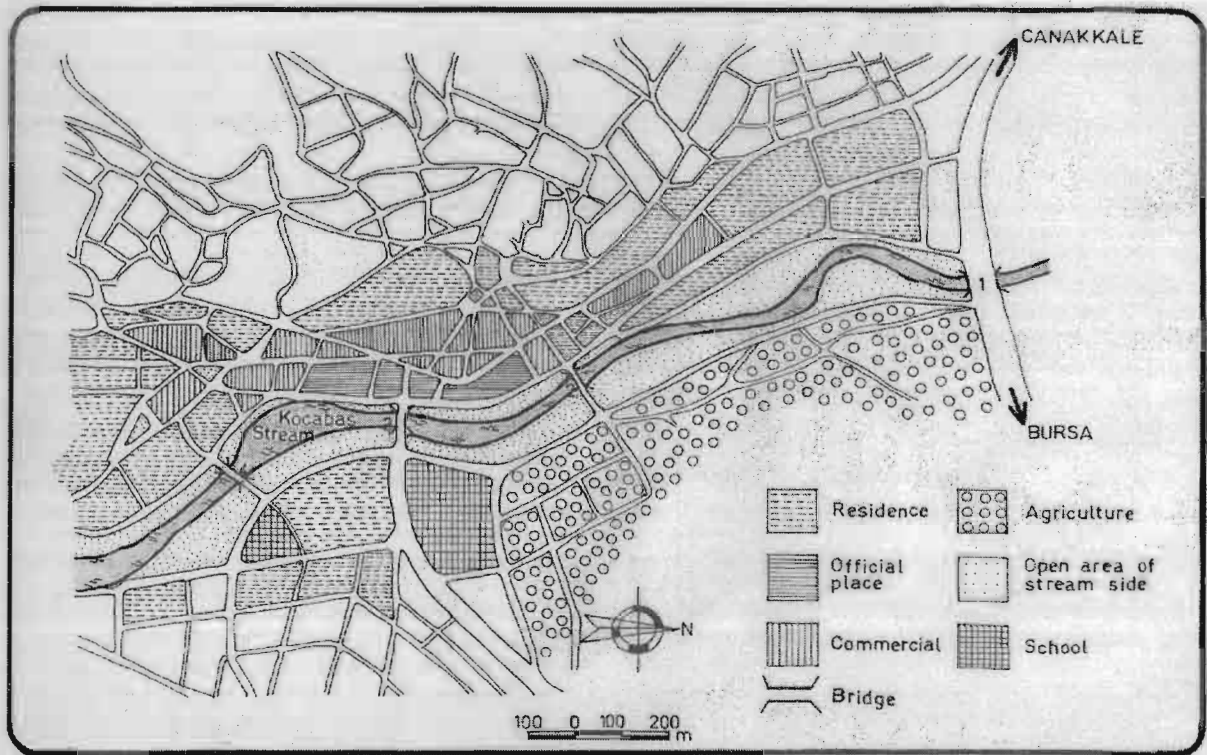 CANAKKALE
1
Kocabas
Stream
2
BURSA
Residence
Agriculture
Official
place
Open area of
stream side
Commercial
School
N
Bridge
100 0 100 200
m